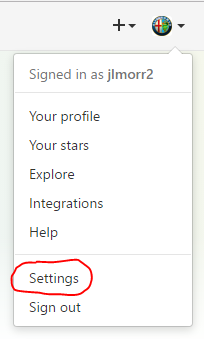 Signed in as jlmorr2
Your profile
Your stars
Explore
Integrations
Help
Settings
Sign out